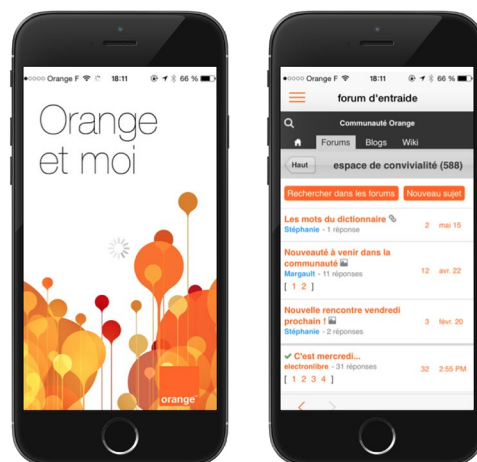 ●○○○○ Orange F 18:11 66 %
Orange
et moi
orange™
●○○○○ Orange F 18:11 66 %
forum d'entraide
Communauté Orange
Forums Blogs Wiki
Haut espace de convivialité (588)
Rechercher dans les forums Nouveau sujet
Les mots du dictionnaire 2 mai 15
Stéphanie - 1 réponse
Nouveauté à venir dans la
communauté 12 avr. 22
Margault - 11 réponses
[ 1 2 ]
Nouvelle rencontre vendredi
prochain ! 3 févr. 20
Stéphanie - 2 réponses
C'est mercredi... 32 2:55 PM
electronlibre - 31 réponses
[ 1 2 3 4 ]